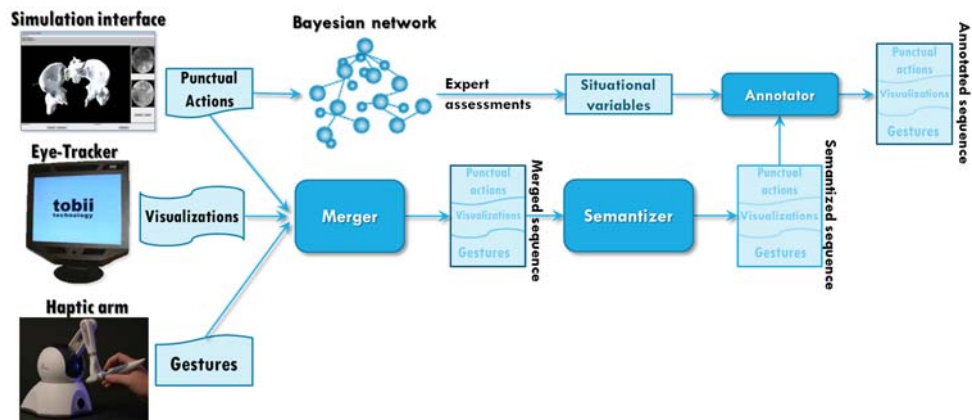 Simulation interface
Punctual
Actions
Bayesian network
Expert
assessments
Situational
variables
Annotator
Punctual
actions
Visualizations
Gestures
Annotated sequence
Eye-Tracker
tobii
technology
Visualizations
Merger
Punctual
actions
Visualizations
Gestures
Merged sequence
Semantizer
Punctual
actions
Visualizations
Gestures
Semantized sequence
Haptic arm
Gestures